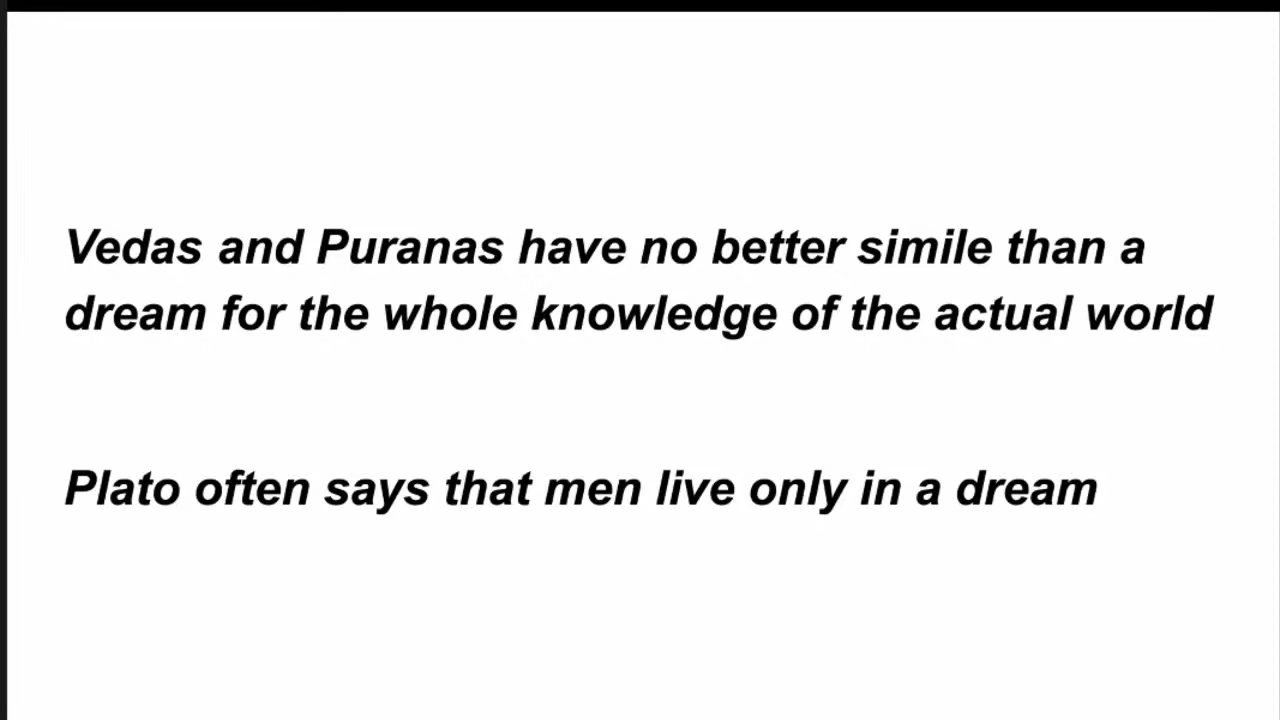 Vedas and Puranas have no better simile than a
dream for the whole knowledge of the actual world
Plato often says that men live only in a dream